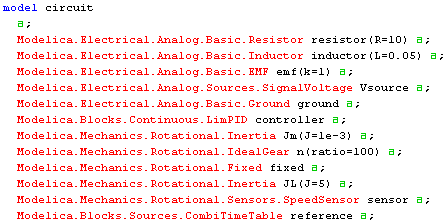 model circuit
a;
Modelica.Electrical.Analog.Basic.Resistor resistor(R=10) a;
Modelica.Electrical.Analog.Basic.Inductor inductor(L=0.05) a;
Modelica.Electrical.Analog.Basic.EMF emf(k=1) a;
Modelica.Electrical.Analog.Sources.SignalVoltage Vsource a;
Modelica.Electrical.Analog.Basic.Ground ground a;
Modelica.Blocks.Continuous.LimPID controller a;
Modelica.Mechanics.Rotational.Inertia Jm(J=1e-3) a;
Modelica.Mechanics.Rotational.IdealGear n(ratio=100) a;
Modelica.Mechanics.Rotational.Fixed fixed a;
Modelica.Mechanics.Rotational.Inertia JL(J=5) a;
Modelica.Mechanics.Rotational.Sensors.SpeedSensor sensor a;
Modelica.Blocks.Sources.CombiTimeTable reference a;